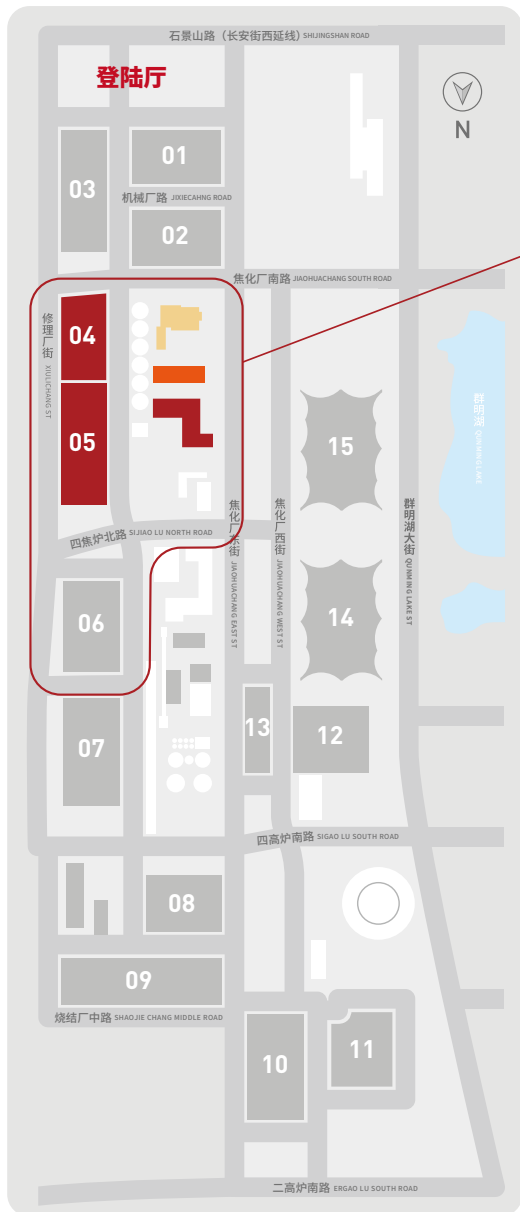 石景山路（长安街西延线）SHIJINGSHAN ROAD
登陆厅
N
01
03
机械厂路 JIXIECAHNG ROAD
02
焦化厂南路 JIAOHUACHANG SOUTH ROAD
修理厂街 XIULICHANG ST
04
05
群明湖 QUNMING LAKE
15
四焦炉北路 SIJIAO LU NORTH ROAD
焦化厂东街 JIAOHUACHANG EAST ST
焦化厂西街 JIAOHUACHANG WEST ST
群明湖大街 QUNMING LAKE ST
06
14
13
12
07
四高炉南路 SIGAO LU SOUTH ROAD
08
09
烧结厂中路 SHAOJIE CHANG MIDDLE ROAD
10
11
二高炉南路 ERGAO LU SOUTH ROAD